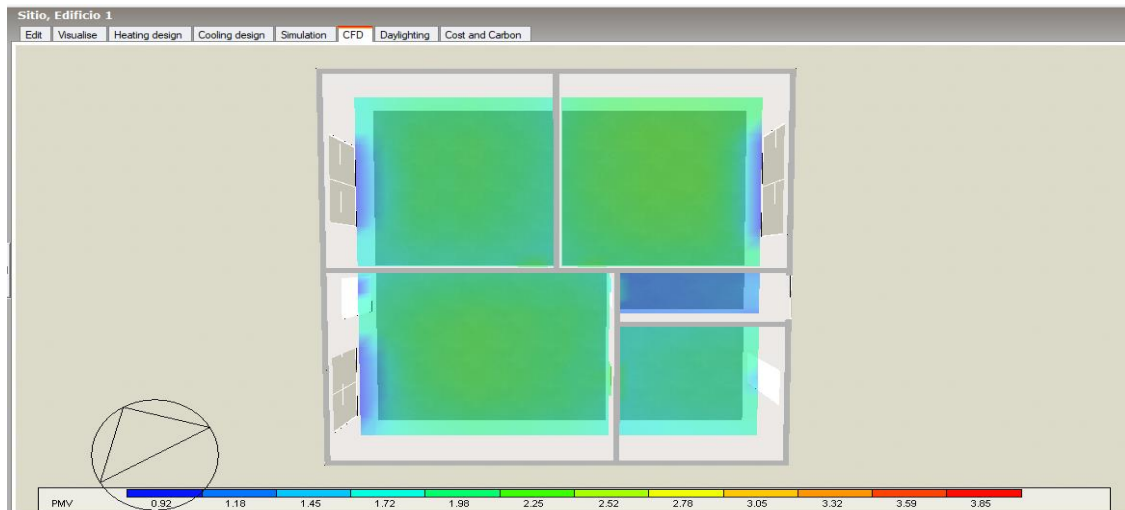 Sitio, Edificio 1
Edit Visualise Heating design Cooling design Simulation CFD Daylighting Cost and Carbon
PMV 0.92 1.18 1.45 1.72 1.98 2.25 2.52 2.78 3.05 3.32 3.59 3.85